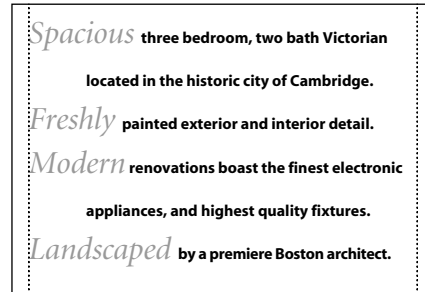 Spacious three bedroom, two bath Victorian
located in the historic city of Cambridge.
Freshly painted exterior and interior detail.
Modern renovations boast the finest electronic
appliances, and highest quality fixtures.
Landscaped by a premiere Boston architect.